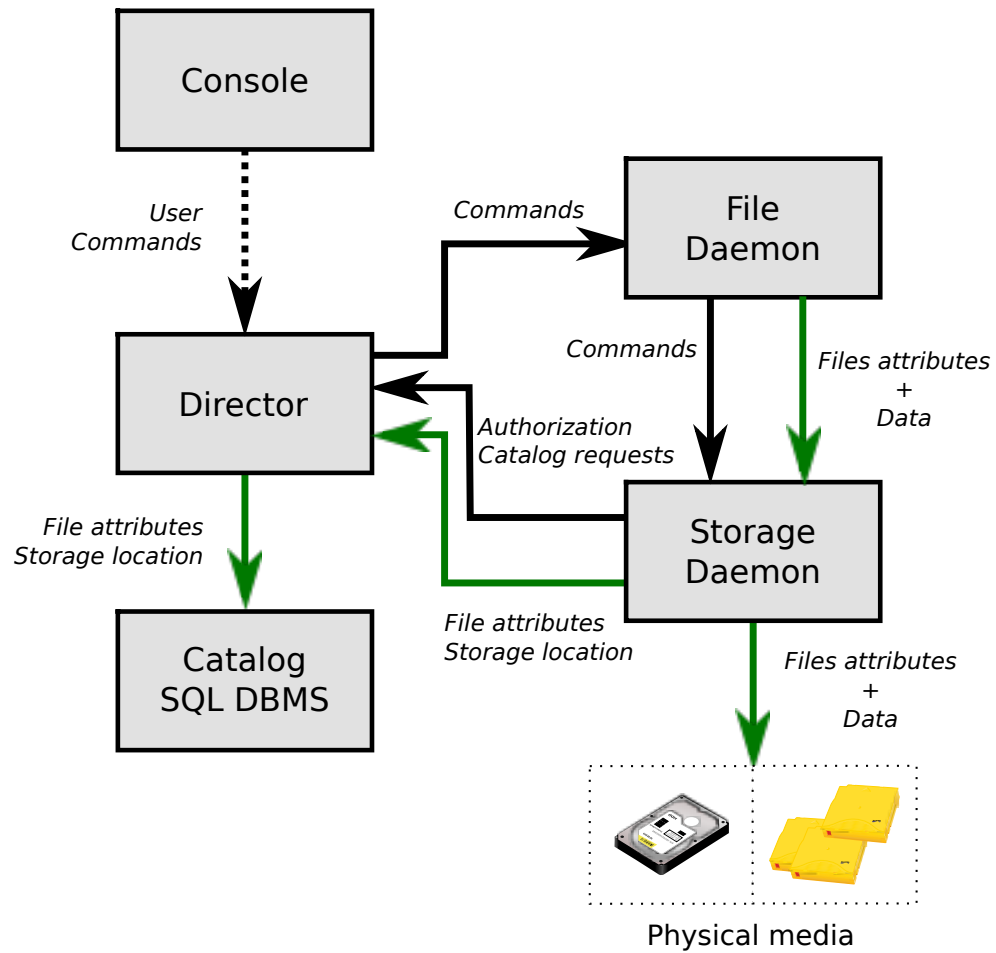 Console
User
Commands
Commands
File
Daemon
Commands
Files attributes
+
Data
Director
Authorization
Catalog requests
File attributes
Storage location
Storage
Daemon
File attributes
Storage location
Catalog
SQL DBMS
Files attributes
+
Data
Physical media